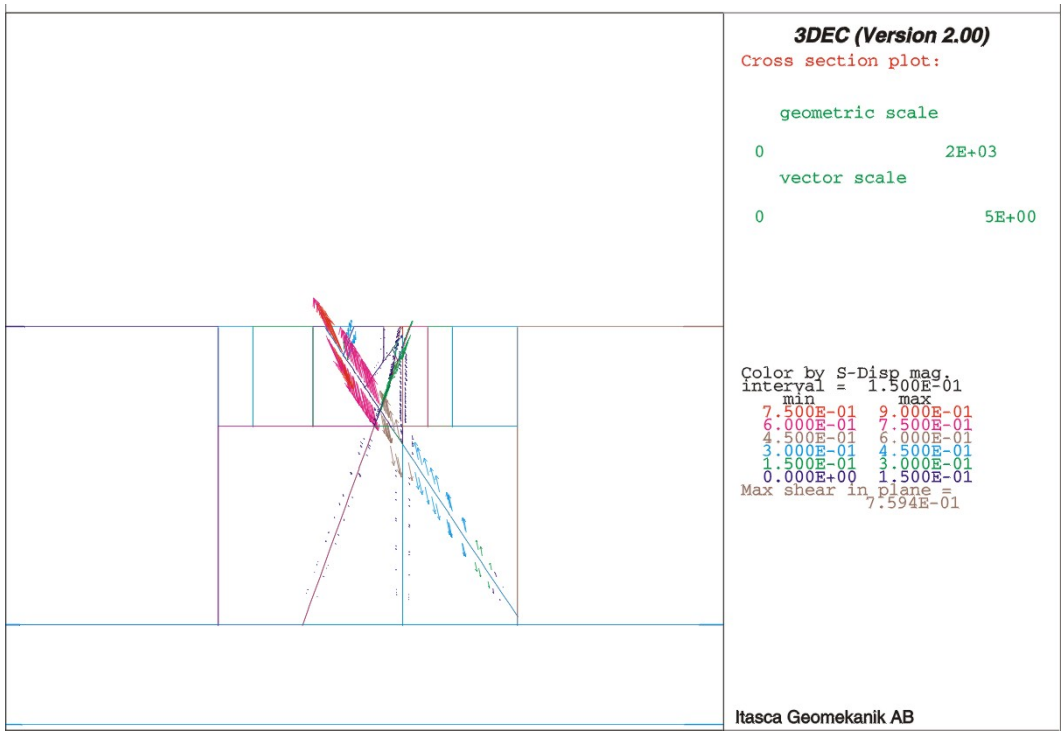 3DEC (Version 2.00)
Cross section plot:
geometric scale
0 2E+03
vector scale
0 5E+00
Color by S-Disp mag.
interval = 1.500E-01
min max
7.500E-01 9.000E-01
6.000E-01 7.500E-01
4.500E-01 6.000E-01
3.000E-01 4.500E-01
1.500E-01 3.000E-01
0.000E+00 1.500E-01
Max shear in plane =
7.594E-01
Itasca Geomekanik AB